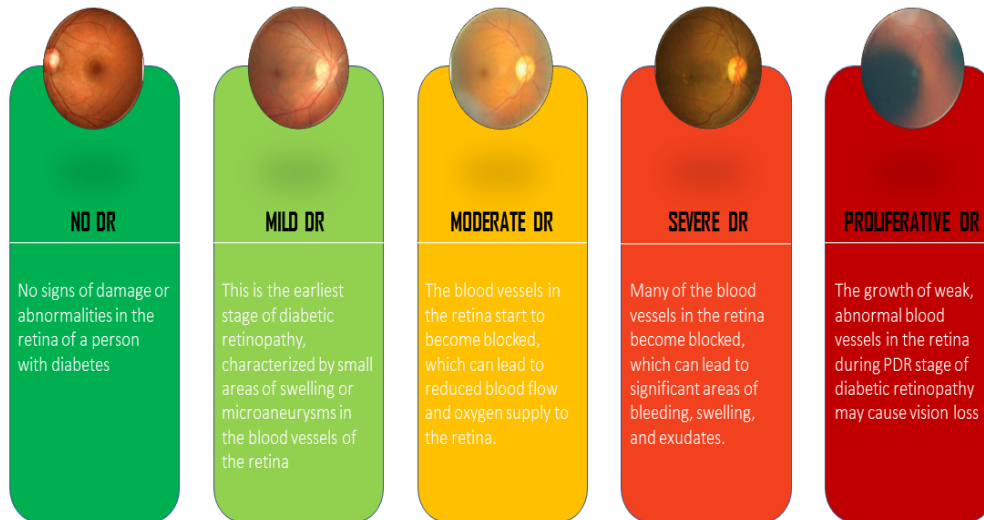 NO DR
No signs of damage or
abnormalities in the
retina of a person
with diabetes
MILD DR
This is the earliest
stage of diabetic
retinopathy,
characterized by small
areas of swelling or
microaneurysms in
the blood vessels of
the retina
MODERATE DR
The blood vessels in
the retina start to
become blocked,
which can lead to
reduced blood flow
and oxygen supply to
the retina.
SEVERE DR
Many of the blood
vessels in the retina
become blocked,
which can lead to
significant areas of
bleeding, swelling,
and exudates.
PROLIFERATIVE DR
The growth of weak,
abnormal blood
vessels in the retina
during PDR stage of
diabetic retinopathy
may cause vision loss